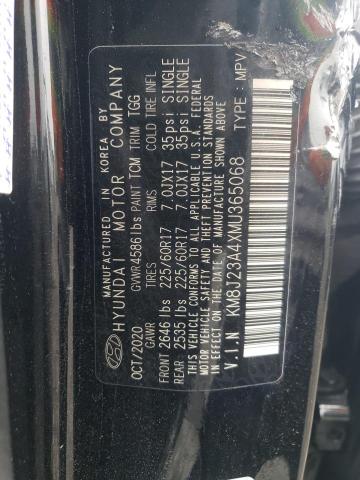 MANUFACTURED BY
HYUNDAI MOTOR COMPANY
IN KOREA
OCT/2020 GVWR 4586 lbs PAINT TCM TRIM TGG
GAWR TIRES RIMS COLD TIRE INFL
FRONT 2646 lbs 225/60R17 7.0JX17 35psi SINGLE
REAR 2535 lbs 225/60R17 7.0JX17 35psi SINGLE
THIS VEHICLE CONFORMS TO ALL APPLICABLE U.S.A. FEDERAL
MOTOR VEHICLE SAFETY AND THEFT PREVENTION STANDARDS
IN EFFECT ON THE DATE OF MANUFACTURE SHOWN ABOVE
V.I.N KM8J23A4XMU365068 TYPE : MPV